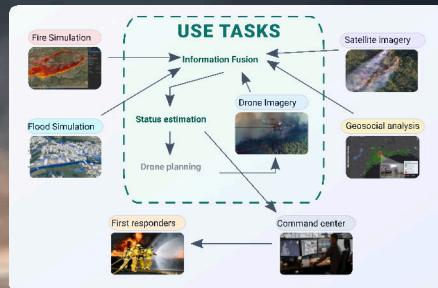 USE TASKS
Fire Simulation
Satellite imagery
Information Fusion
Drone Imagery
Flood Simulation
Status estimation
Geosocial analysis
Drone planning
First responders
Command center